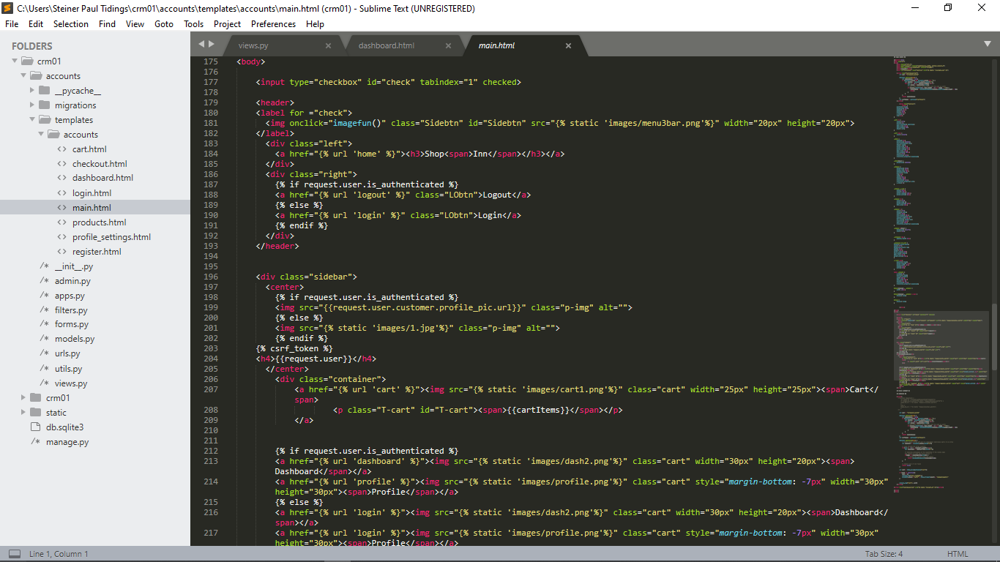 C:\Users\Steiner Paul Tidings\crm01\accounts\templates\accounts\main.html (crm01) - Sublime Text (UNREGISTERED)
File Edit Selection Find View Goto Tools Project Preferences Help
FOLDERS
crm01
accounts
__pycache__
migrations
templates
accounts
<> cart.html
<> checkout.html
<> dashboard.html
<> login.html
<> main.html
<> products.html
<> profile_settings.html
<> register.html
/* __init__.py
/* admin.py
/* apps.py
/* filters.py
/* forms.py
/* models.py
/* urls.py
/* utils.py
/* views.py
crm01
static
db.sqlite3
/* manage.py
views.py × dashboard.html × main.html ×
175 <body>
176
177 <input type="checkbox" id="check" tabindex="1" checked>
178
179 <header>
180 <label for ="check">
181 <img onclick="imagefun()" class="Sidebtn" id="Sidebtn" src="{% static 'images/menu3bar.png'%}" width="20px" height="20px">
182 </label>
183 <div class="left">
184 <a href="{% url 'home' %}"><h3>Shop<span>Inn</span></h3></a>
185 </div>
186 <div class="right">
187 {% if request.user.is_authenticated %}
188 <a href="{% url 'logout' %}" class="LObtn">Logout</a>
189 {% else %}
190 <a href="{% url 'login' %}" class="LObtn">Login</a>
191 {% endif %}
192 </div>
193 </header>
194
195
196 <div class="sidebar">
197 <center>
198 {% if request.user.is_authenticated %}
199 <img src="{{request.user.customer.profile_pic.url}}" class="p-img" alt="">
200 {% else %}
201 <img src="{% static 'images/1.jpg'%}" class="p-img" alt="">
202 {% endif %}
203 {% csrf_token %}
204 <h4>{{request.user}}</h4>
205 </center>
206 <div class="container">
207 <a href="{% url 'cart' %}"><img src="{% static 'images/cart1.png'%}" class="cart" width="25px" height="25px"><span>Cart</
span>
208 <p class="T-cart" id="T-cart"><span>{{cartItems}}</span></p>
209 </a>
210
211
212 {% if request.user.is_authenticated %}
213 <a href="{% url 'dashboard' %}"><img src="{% static 'images/dash2.png'%}" class="cart" width="30px" height="20px"><span>
Dashboard</span></a>
214 <a href="{% url 'profile' %}"><img src="{% static 'images/profile.png'%}" class="cart" style="margin-bottom: -7px" width="30px"
height="30px"><span>Profile</span></a>
215 {% else %}
216 <a href="{% url 'login' %}"><img src="{% static 'images/dash2.png'%}" class="cart" width="30px" height="20px"><span>Dashboard</
span></a>
217 <a href="{% url 'login' %}"><img src="{% static 'images/profile.png'%}" class="cart" style="margin-bottom: -7px" width="30px"
height="30px"><span>Profile</span></a>
Line 1, Column 1 Tab Size: 4 HTML